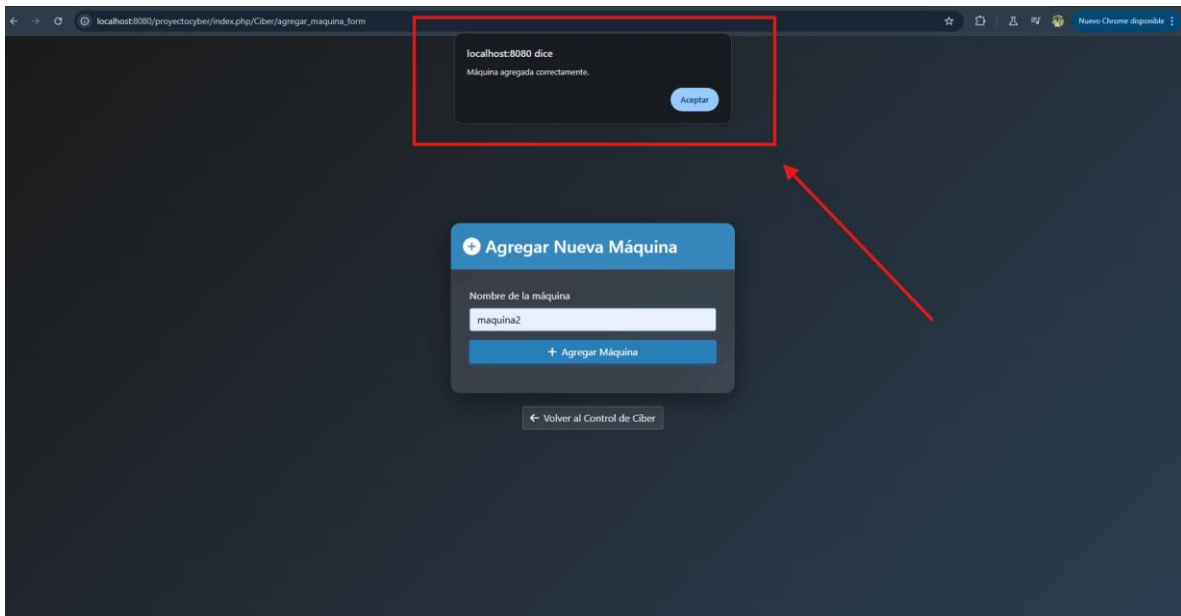 localhost:8080/proyectocyber/index.php/Ciber/agregar_maquina_form
Nuevo Chrome disponible
localhost:8080 dice
Máquina agregada correctamente.
Aceptar
Agregar Nueva Máquina
Nombre de la máquina
maquina2
+ Agregar Máquina
← Volver al Control de Ciber